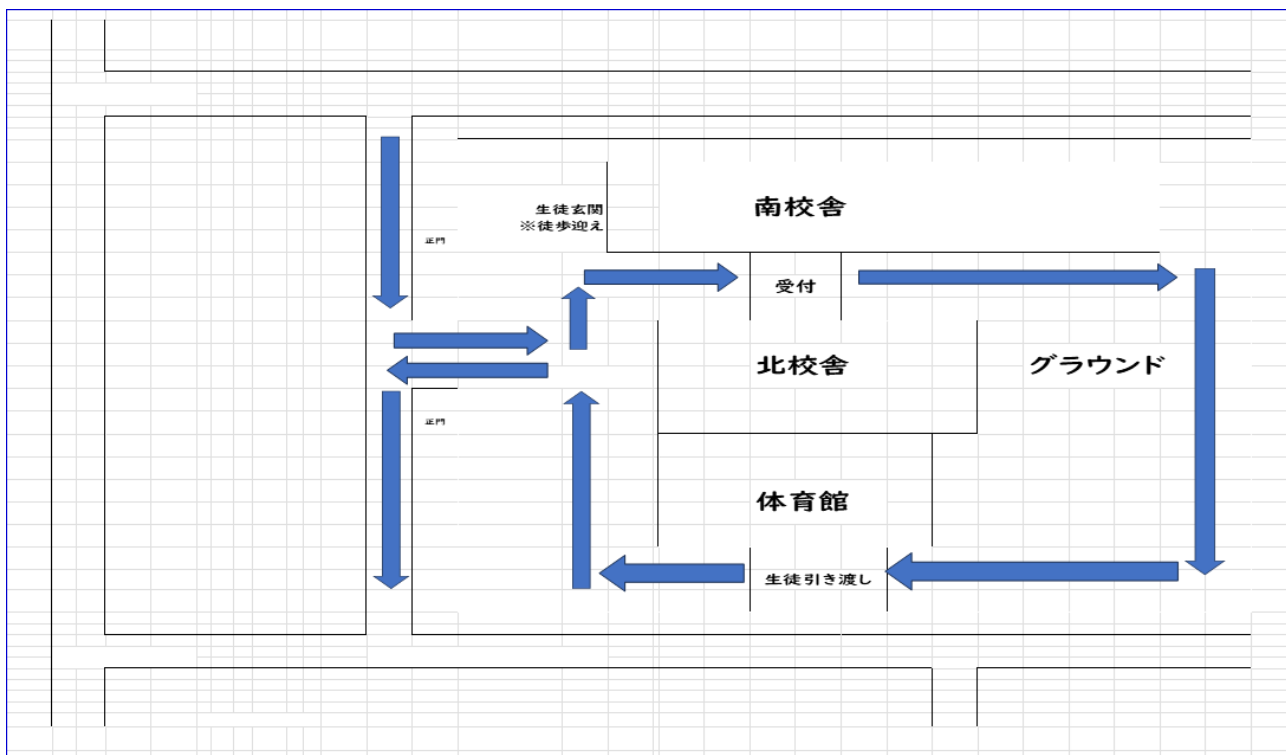 生徒玄関
※徒歩迎え
南校舎
正門
受付
北校舎
グラウンド
正門
体育館
生徒引き渡し